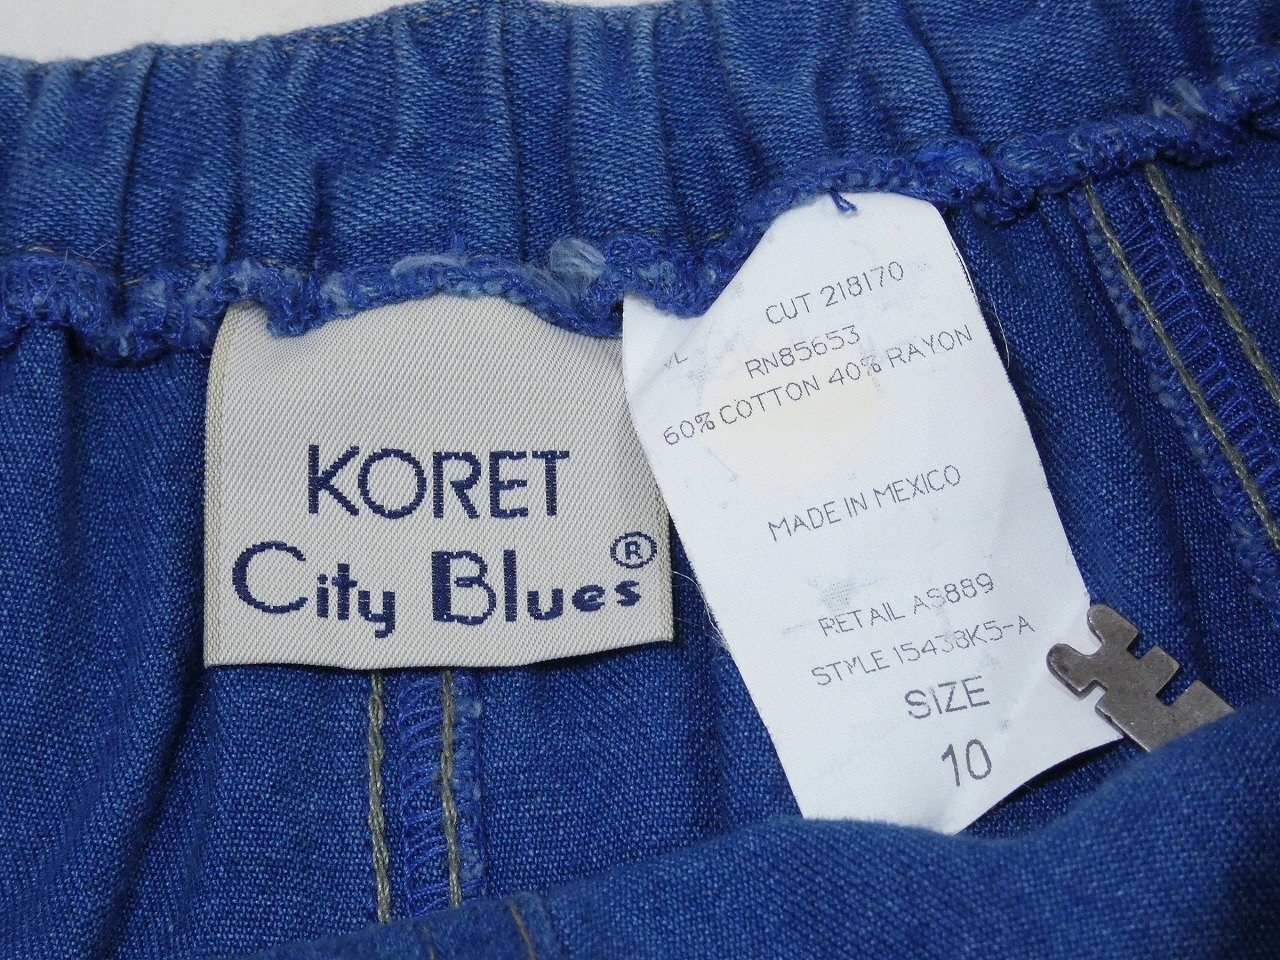 KORET
City Blues®
CUT 218170
RN85653
60% COTTON 40% RAYON
MADE IN MEXICO
RETAIL AS889
STYLE 15438K5-A
SIZE
10